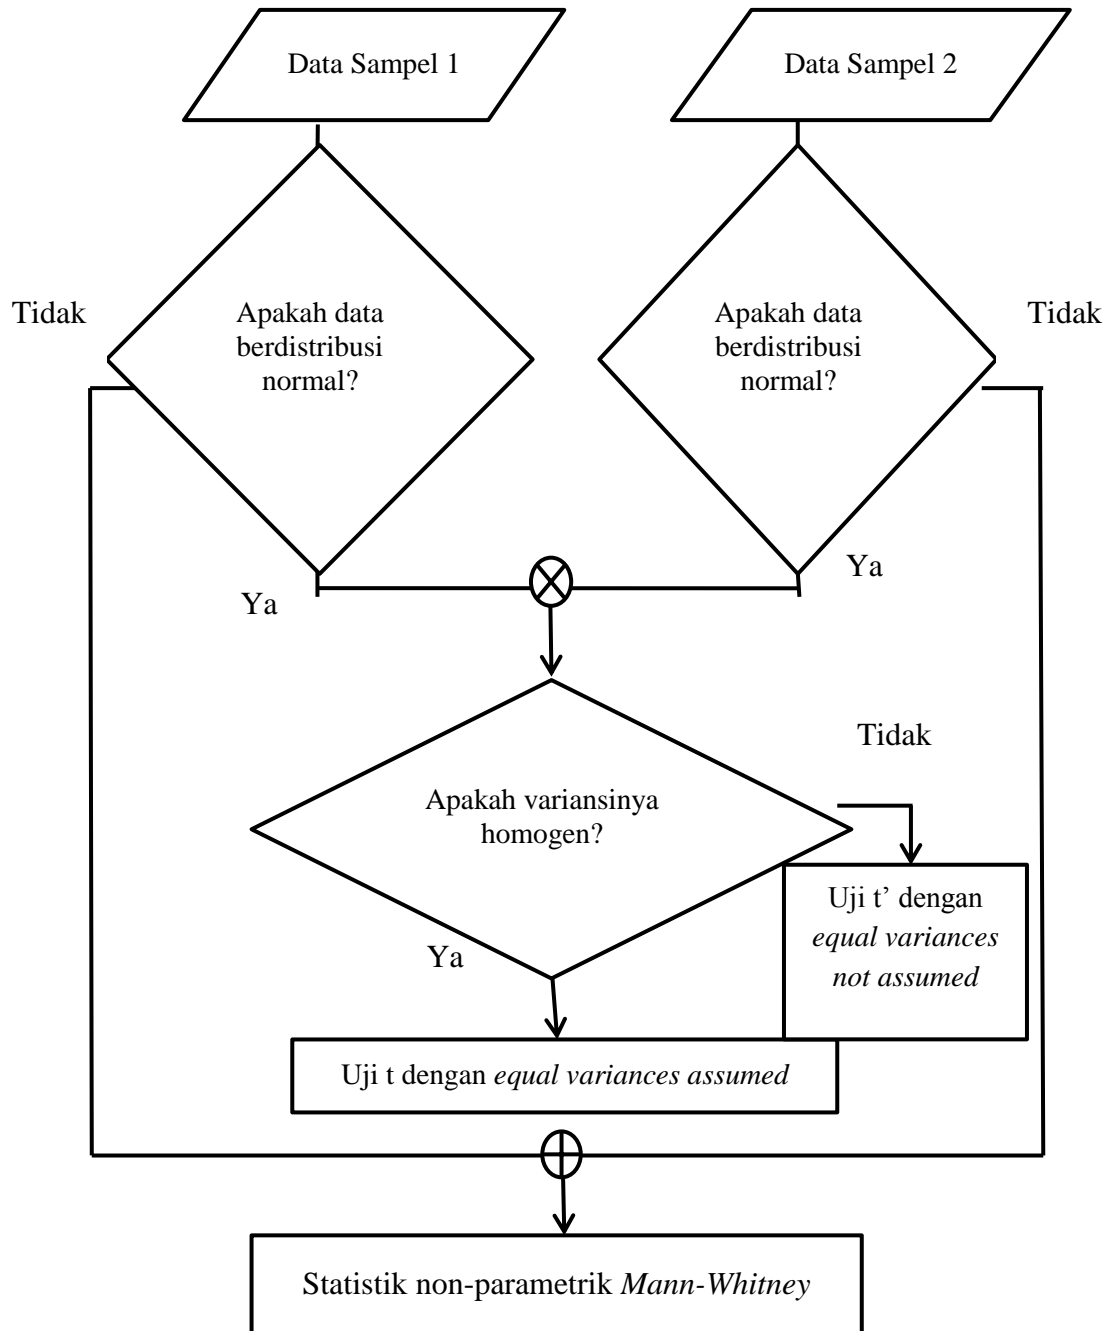 Data Sampel 1
Data Sampel 2
Tidak
Apakah data
berdistribusi
normal?
Apakah data
berdistribusi
normal?
Tidak
Ya
Ya
Tidak
Apakah variansinya
homogen?
Uji t’ dengan
equal variances
not assumed
Ya
Uji t dengan equal variances assumed
Statistik non-parametrik Mann-Whitney